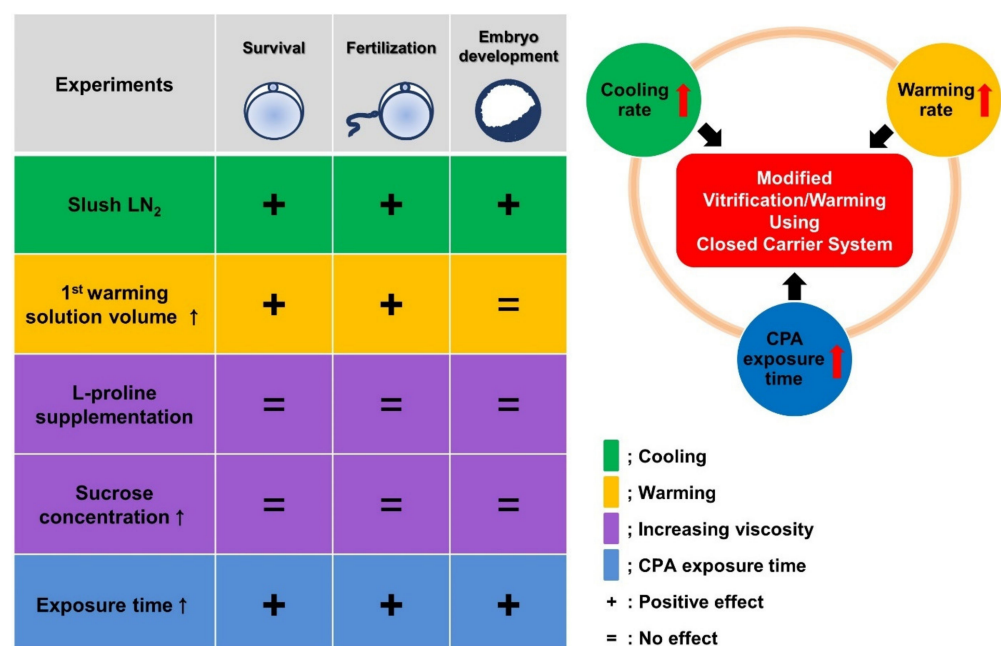 Experiments
Survival
Fertilization
Embryo
development
Slush LN₂
+
+
+
1st warming
solution volume ↑
+
+
=
L-proline
supplementation
=
=
=
Sucrose
concentration ↑
=
=
=
Exposure time ↑
+
+
+
Cooling
rate
Warming
rate
Modified
Vitrification/Warming
Using
Closed Carrier System
CPA
exposure
time
; Cooling
; Warming
; Increasing viscosity
; CPA exposure time
+ : Positive effect
= : No effect